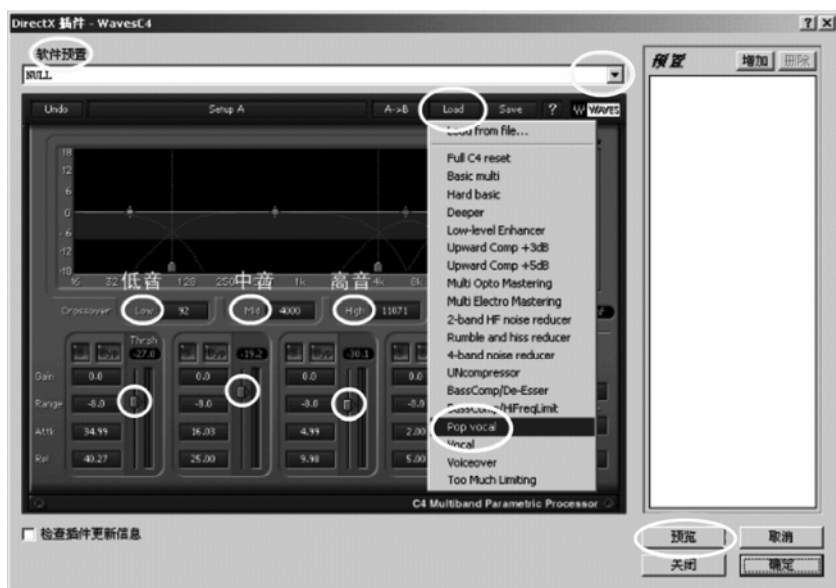 DirectX 插件 - WavesC4
软件预置
NULL
预置
增加
删除
Undo
Setup A
A->B
Load
Save
?
WAVES
Load from file...
Full C4 reset
Basic multi
Hard basic
Deeper
Low-level Enhancer
Upward Comp +3dB
Upward Comp +5dB
Multi Opto Mastering
Multi Electro Mastering
2-band HF noise reducer
Rumble and hiss reducer
4-band noise reducer
UNcompressor
BassComp/De-Esser
BassComp/HiFreqLimit
Pop vocal
Vocal
Voiceover
Too Much Limiting
18
12
6
0
-6
-12
-18
16 32 低音 128 中音 1k 高音 4k 8k
Crossover Low 92 Mid 4000 High 11071
Thrsh
-27.0 -19.2 -30.1
Gain 0.0 0.0 0.0 0.0
Range -8.0 -8.0 -8.0 -8.0
Attk 34.99 16.03 4.99 2.00
Rel 40.27 25.00 9.98 5.00
C4 Multiband Parametric Processor
检查插件更新信息
预览
取消
关闭
确定